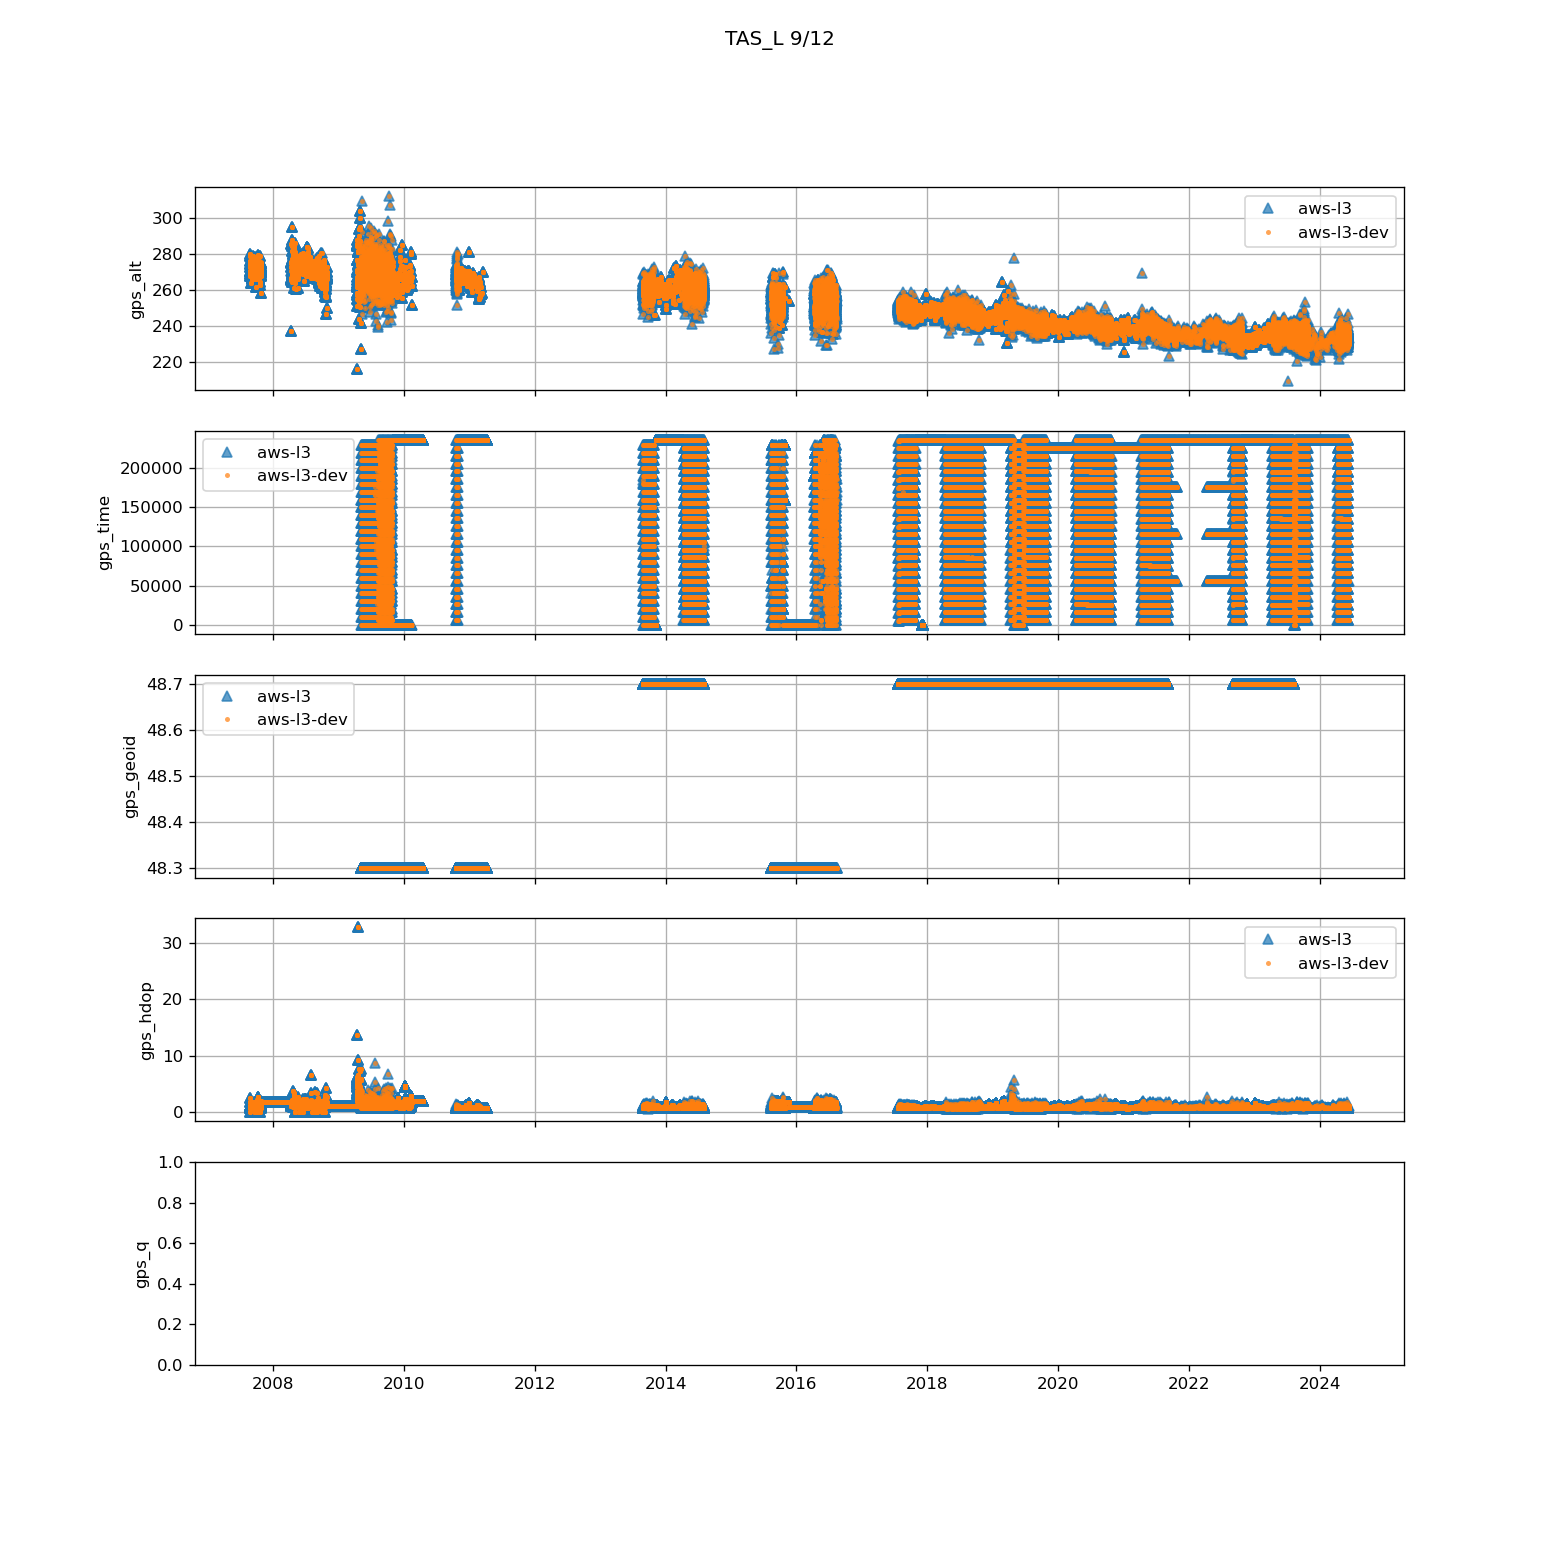 TAS_L 9/12
300
280
260
240
220
gps_alt
aws-l3
aws-l3-dev
200000
150000
100000
50000
0
gps_time
aws-l3
aws-l3-dev
48.7
48.6
48.5
48.4
48.3
gps_geoid
aws-l3
aws-l3-dev
30
20
10
0
gps_hdop
aws-l3
aws-l3-dev
1.0
0.8
0.6
0.4
0.2
0.0
gps_q
2008 2010 2012 2014 2016 2018 2020 2022 2024